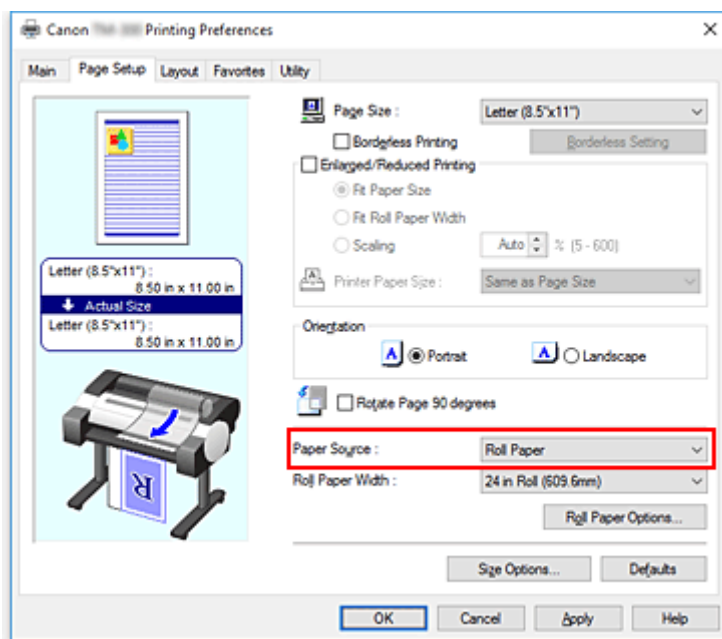 Canon Printing Preferences
Main Page Setup Layout Favorites Utility
Page Size : Letter (8.5"x11")
Borderless Printing Borderless Setting
Enlarged/Reduced Printing
Fit Paper Size
Fit Roll Paper Width
Scaling Auto % (5 - 600)
Printer Paper Size : Same as Page Size
Letter (8.5"x11") :
8.50 in x 11.00 in
Actual Size
Letter (8.5"x11") :
8.50 in x 11.00 in
Orientation
A Portrait A Landscape
Rotate Page 90 degrees
R
Paper Source : Roll Paper
Roll Paper Width : 24 in Roll (609.6mm)
Roll Paper Options...
Size Options... Defaults
OK Cancel Apply Help